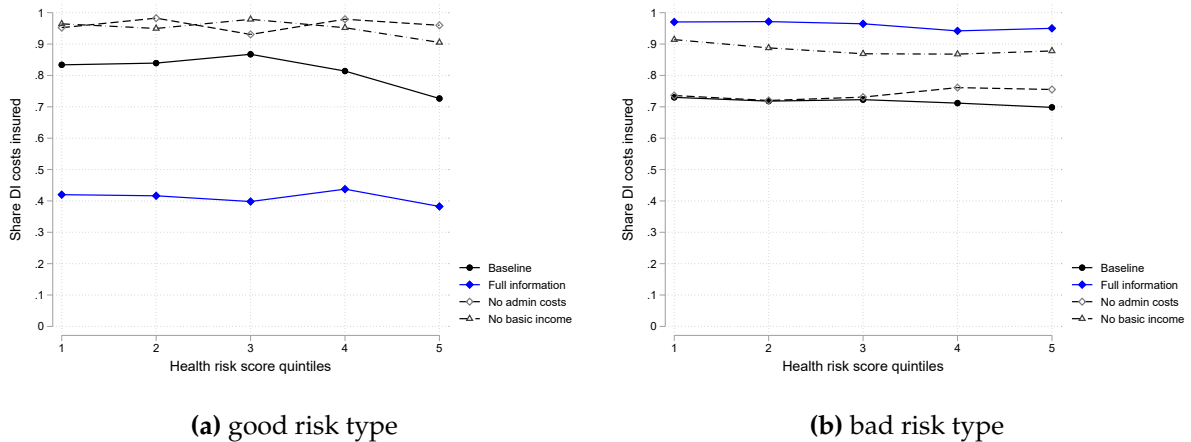 Share DI costs insured
1
.9
.8
.7
.6
.5
.4
.3
.2
.1
0
1 2 3 4 5
Health risk score quintiles
Baseline
Full information
No admin costs
No basic income
(a) good risk type
Share DI costs insured
1
.9
.8
.7
.6
.5
.4
.3
.2
.1
0
1 2 3 4 5
Health risk score quintiles
Baseline
Full information
No admin costs
No basic income
(b) bad risk type